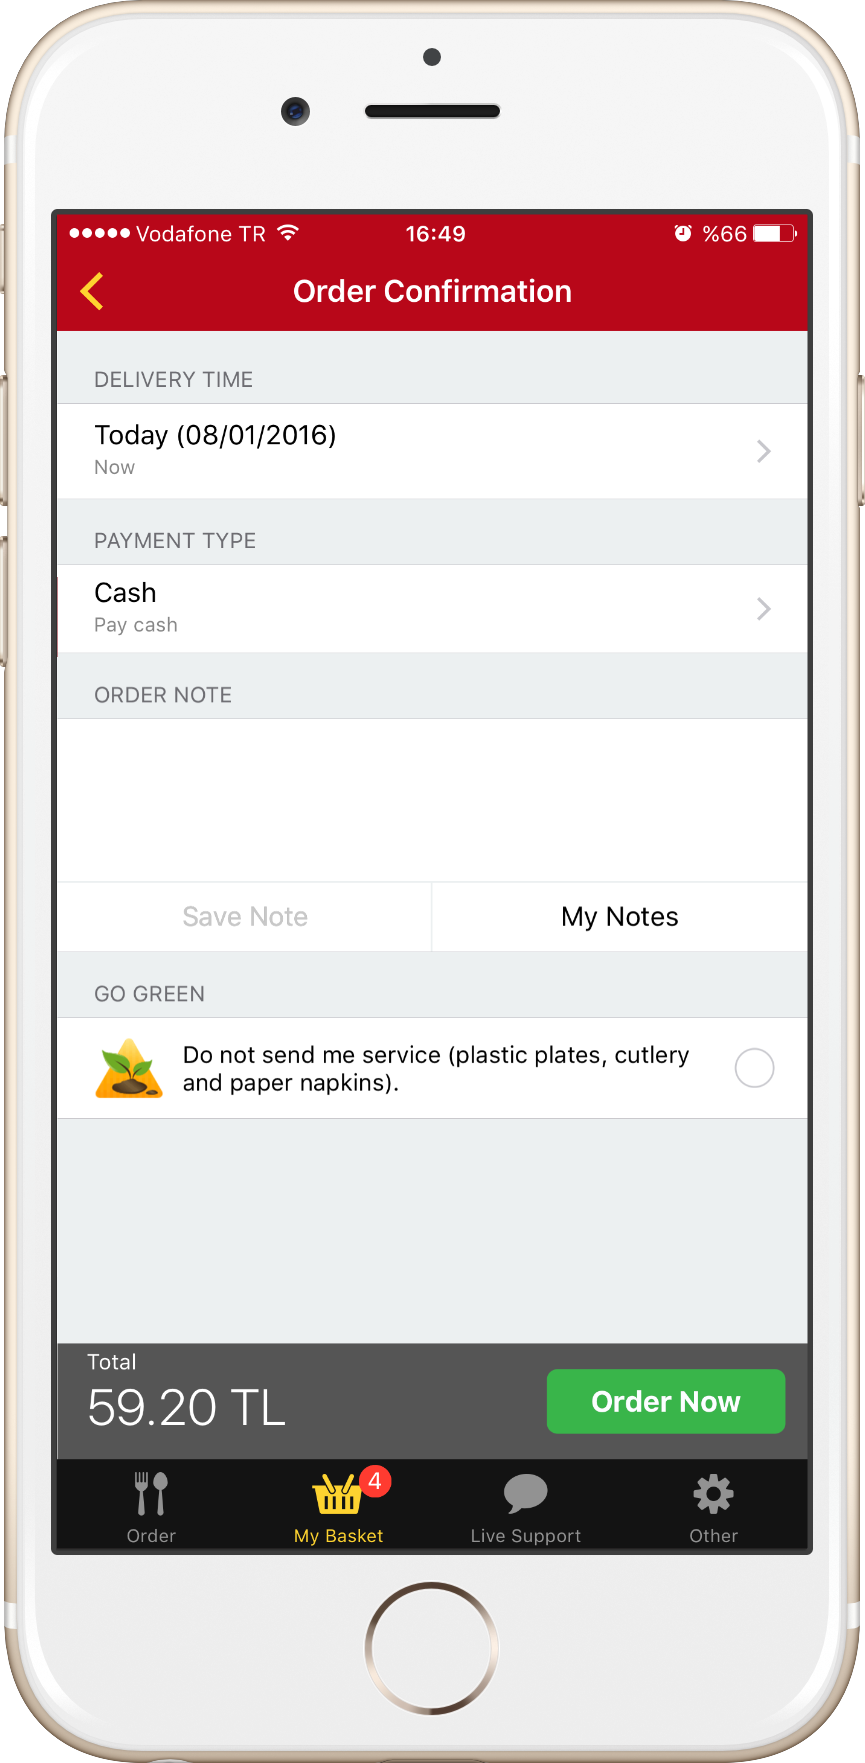 Vodafone TR 16:49 %66
Order Confirmation
DELIVERY TIME
Today (08/01/2016)
Now
PAYMENT TYPE
Cash
Pay cash
ORDER NOTE
Save Note My Notes
GO GREEN
Do not send me service (plastic plates, cutlery
and paper napkins).
Total
59.20 TL
Order Now
4
Order My Basket Live Support Other